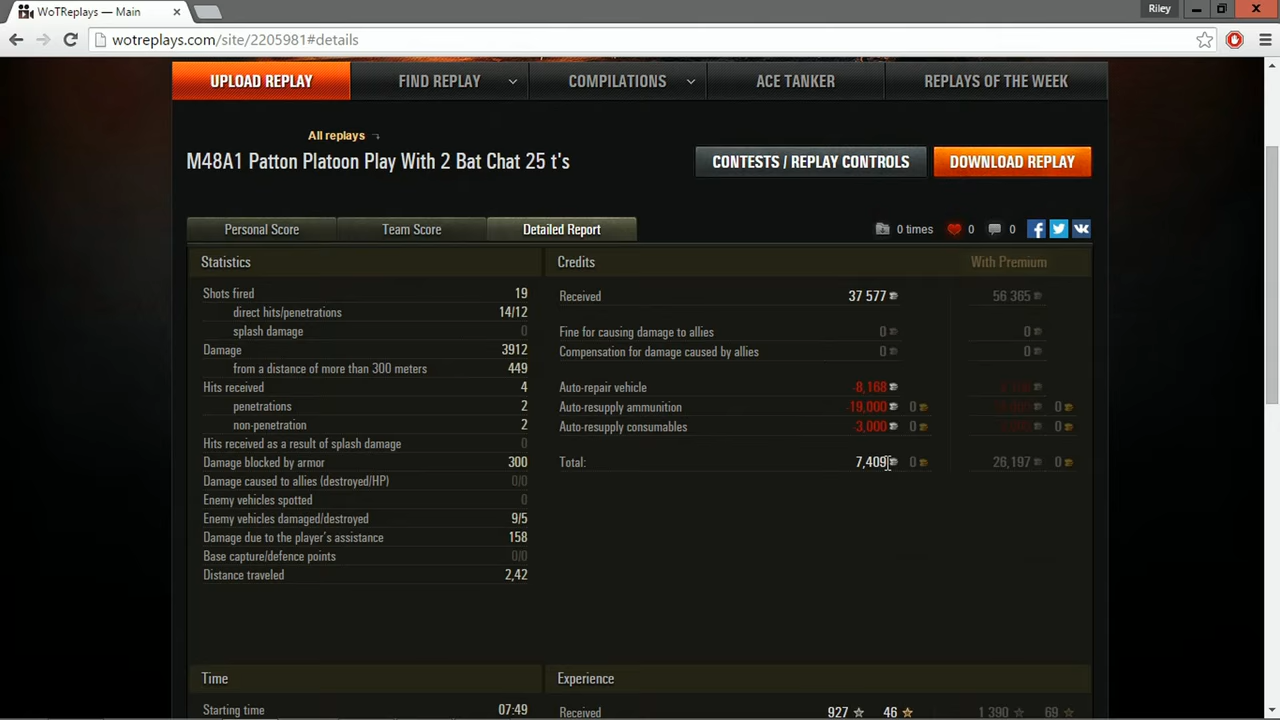 WoTReplays — Main
Riley
wotreplays.com/site/2205981#details
UPLOAD REPLAY FIND REPLAY COMPILATIONS ACE TANKER REPLAYS OF THE WEEK
All replays
M48A1 Patton Platoon Play With 2 Bat Chat 25 t's CONTESTS / REPLAY CONTROLS DOWNLOAD REPLAY
Personal Score Team Score Detailed Report 0 times 0 0
Statistics Credits With Premium
Shots fired 19 Received 37 577 56 365
direct hits/penetrations 14/12
splash damage 0 Fine for causing damage to allies 0 0
Damage 3912 Compensation for damage caused by allies 0 0
from a distance of more than 300 meters 449
Hits received 4 Auto-repair vehicle -8,168
penetrations 2 Auto-resupply ammunition -19,000 0 0
non-penetration 2 Auto-resupply consumables -3,000 0 0
Hits received as a result of splash damage 0
Damage blocked by armor 300 Total: 7,409 0 26,197 0
Damage caused to allies (destroyed/HP) 0/0
Enemy vehicles spotted 0
Enemy vehicles damaged/destroyed 9/5
Damage due to the player's assistance 158
Base capture/defence points 0/0
Distance traveled 2,42
Time Experience
Starting time 07:49 Received 927 46 1 390 69